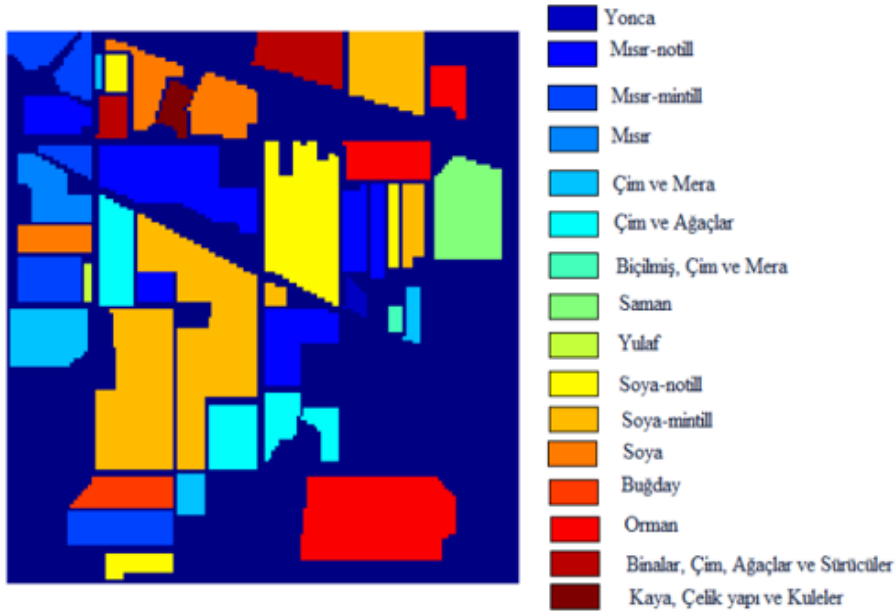 Yonca
Mısır-notill
Mısır-mintill
Mısır
Çim ve Mera
Çim ve Ağaçlar
Biçilmiş, Çim ve Mera
Saman
Yulaf
Soya-notill
Soya-mintill
Soya
Buğday
Orman
Binalar, Çim, Ağaçlar ve Sürücüler
Kaya, Çelik yapı ve Kuleler